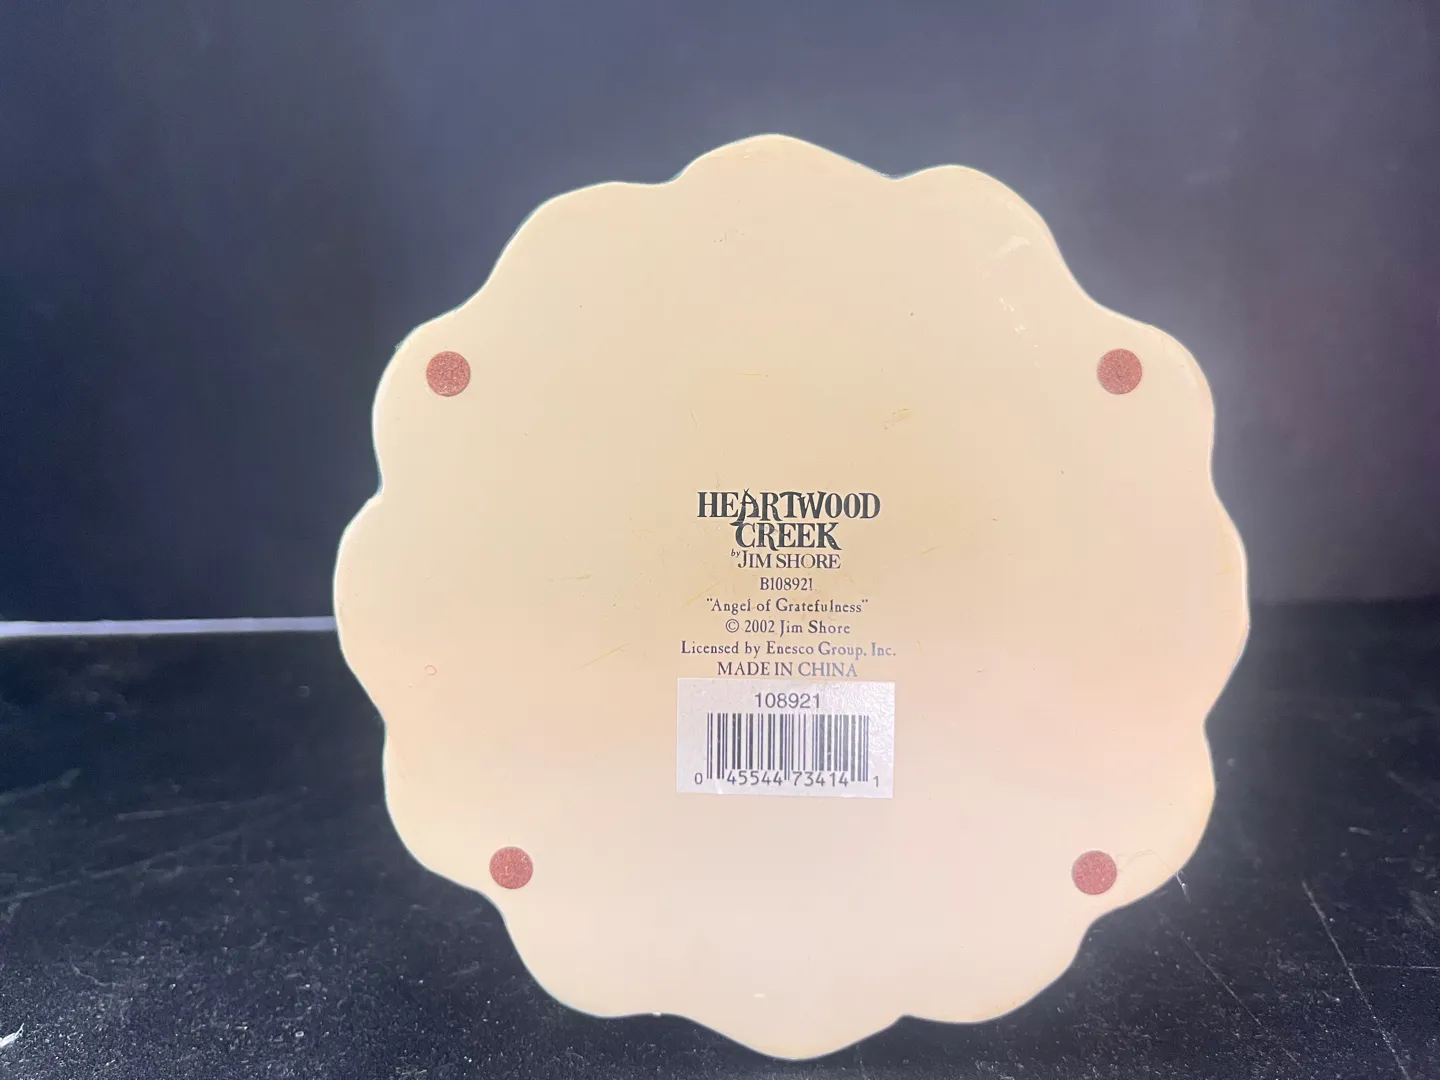 HEARTWOOD
CREEK
by JIM SHORE
B108921
"Angel of Gratefulness"
© 2002 Jim Shore
Licensed by Enesco Group, Inc.
MADE IN CHINA
108921
0 45544 73414 1